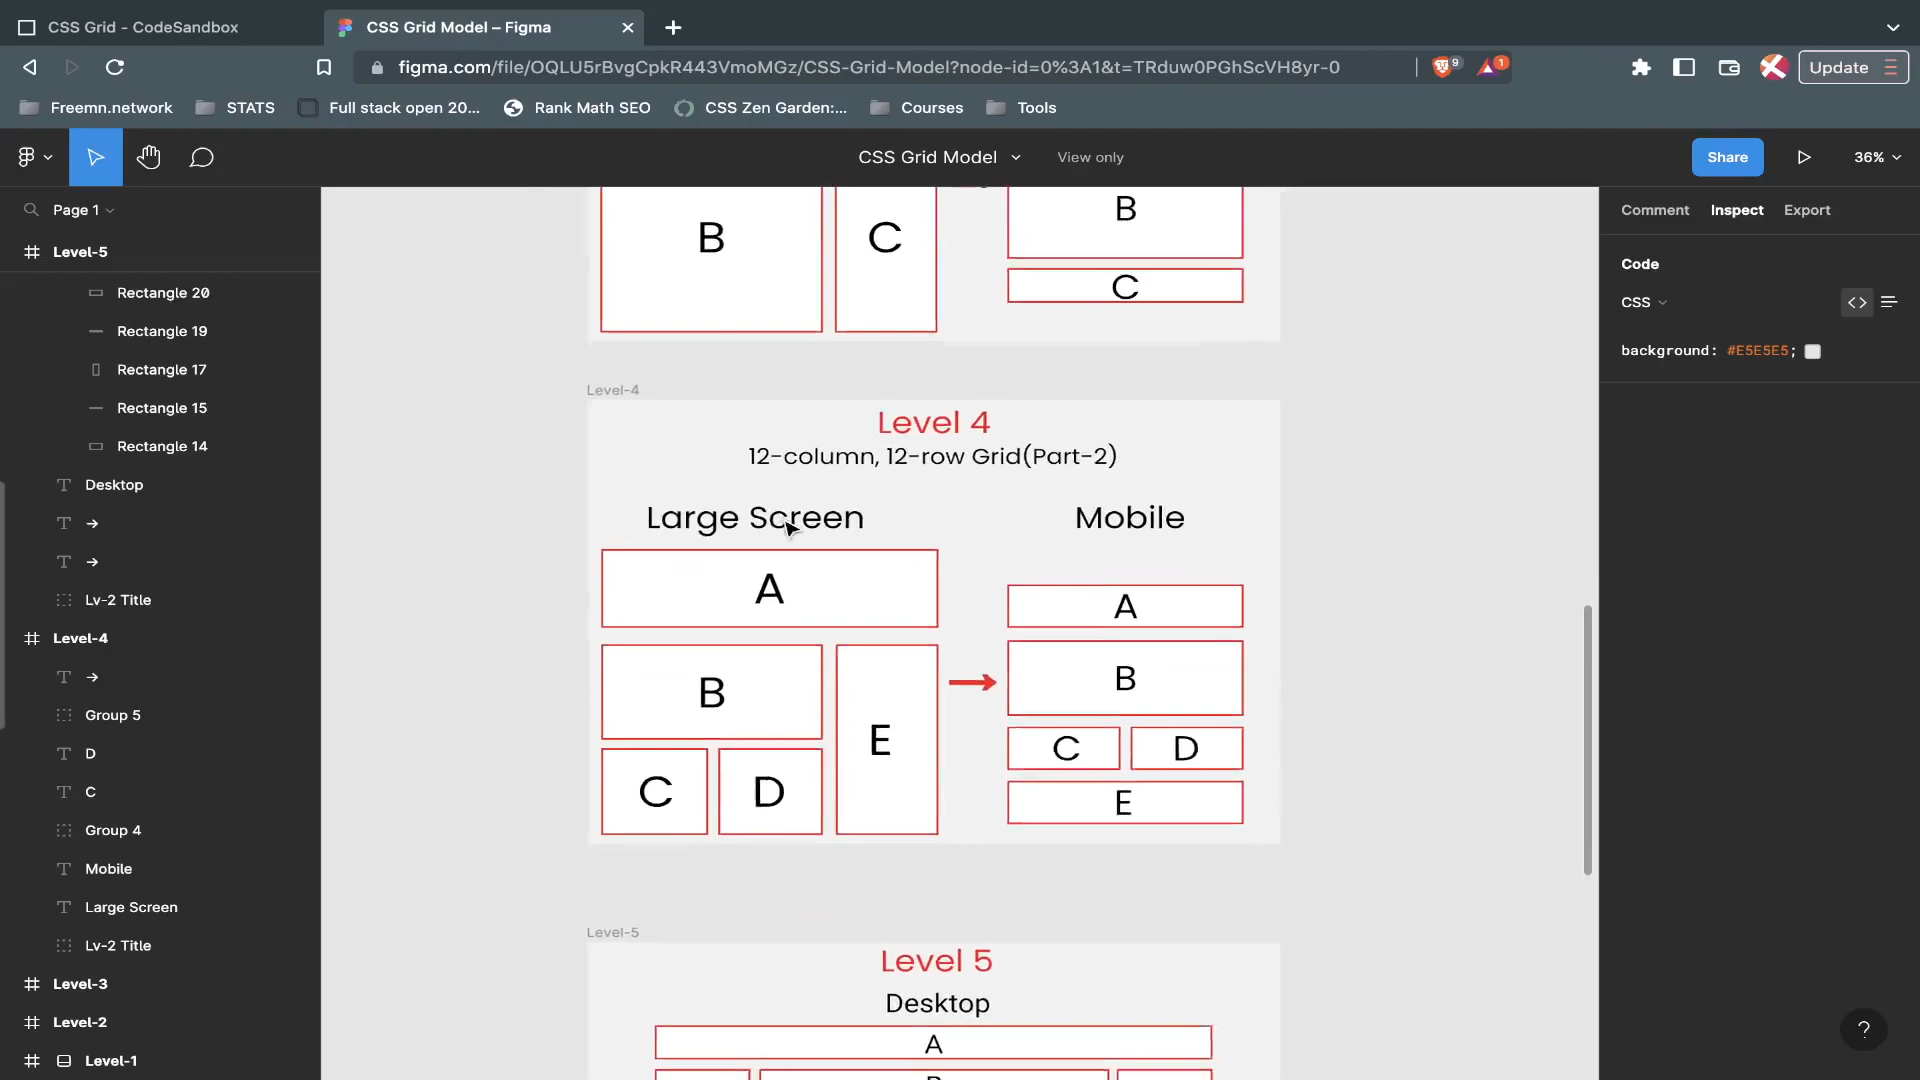 CSS Grid - CodeSandbox
CSS Grid Model – Figma
figma.com/file/OQLU5rBvgCpkR443VmoMGz/CSS-Grid-Model?node-id=0%3A1&t=TRduw0PGhScVH8yr-0
9
1
Update
Freemn.network
STATS
Full stack open 20...
Rank Math SEO
CSS Zen Garden:...
Courses
Tools
CSS Grid Model
View only
Share
36%
Page 1
Level-5
Rectangle 20
Rectangle 19
Rectangle 17
Rectangle 15
Rectangle 14
Desktop
→
→
Lv-2 Title
Level-4
→
Group 5
D
C
Group 4
Mobile
Large Screen
Lv-2 Title
Level-3
Level-2
Level-1
B
C
B
C
Level-4
Level 4
12-column, 12-row Grid(Part-2)
Large Screen
Mobile
A
B
E
C
D
→
A
B
C
D
E
Level-5
Level 5
Desktop
A
Comment
Inspect
Export
Code
CSS
<>
background: #E5E5E5;
?